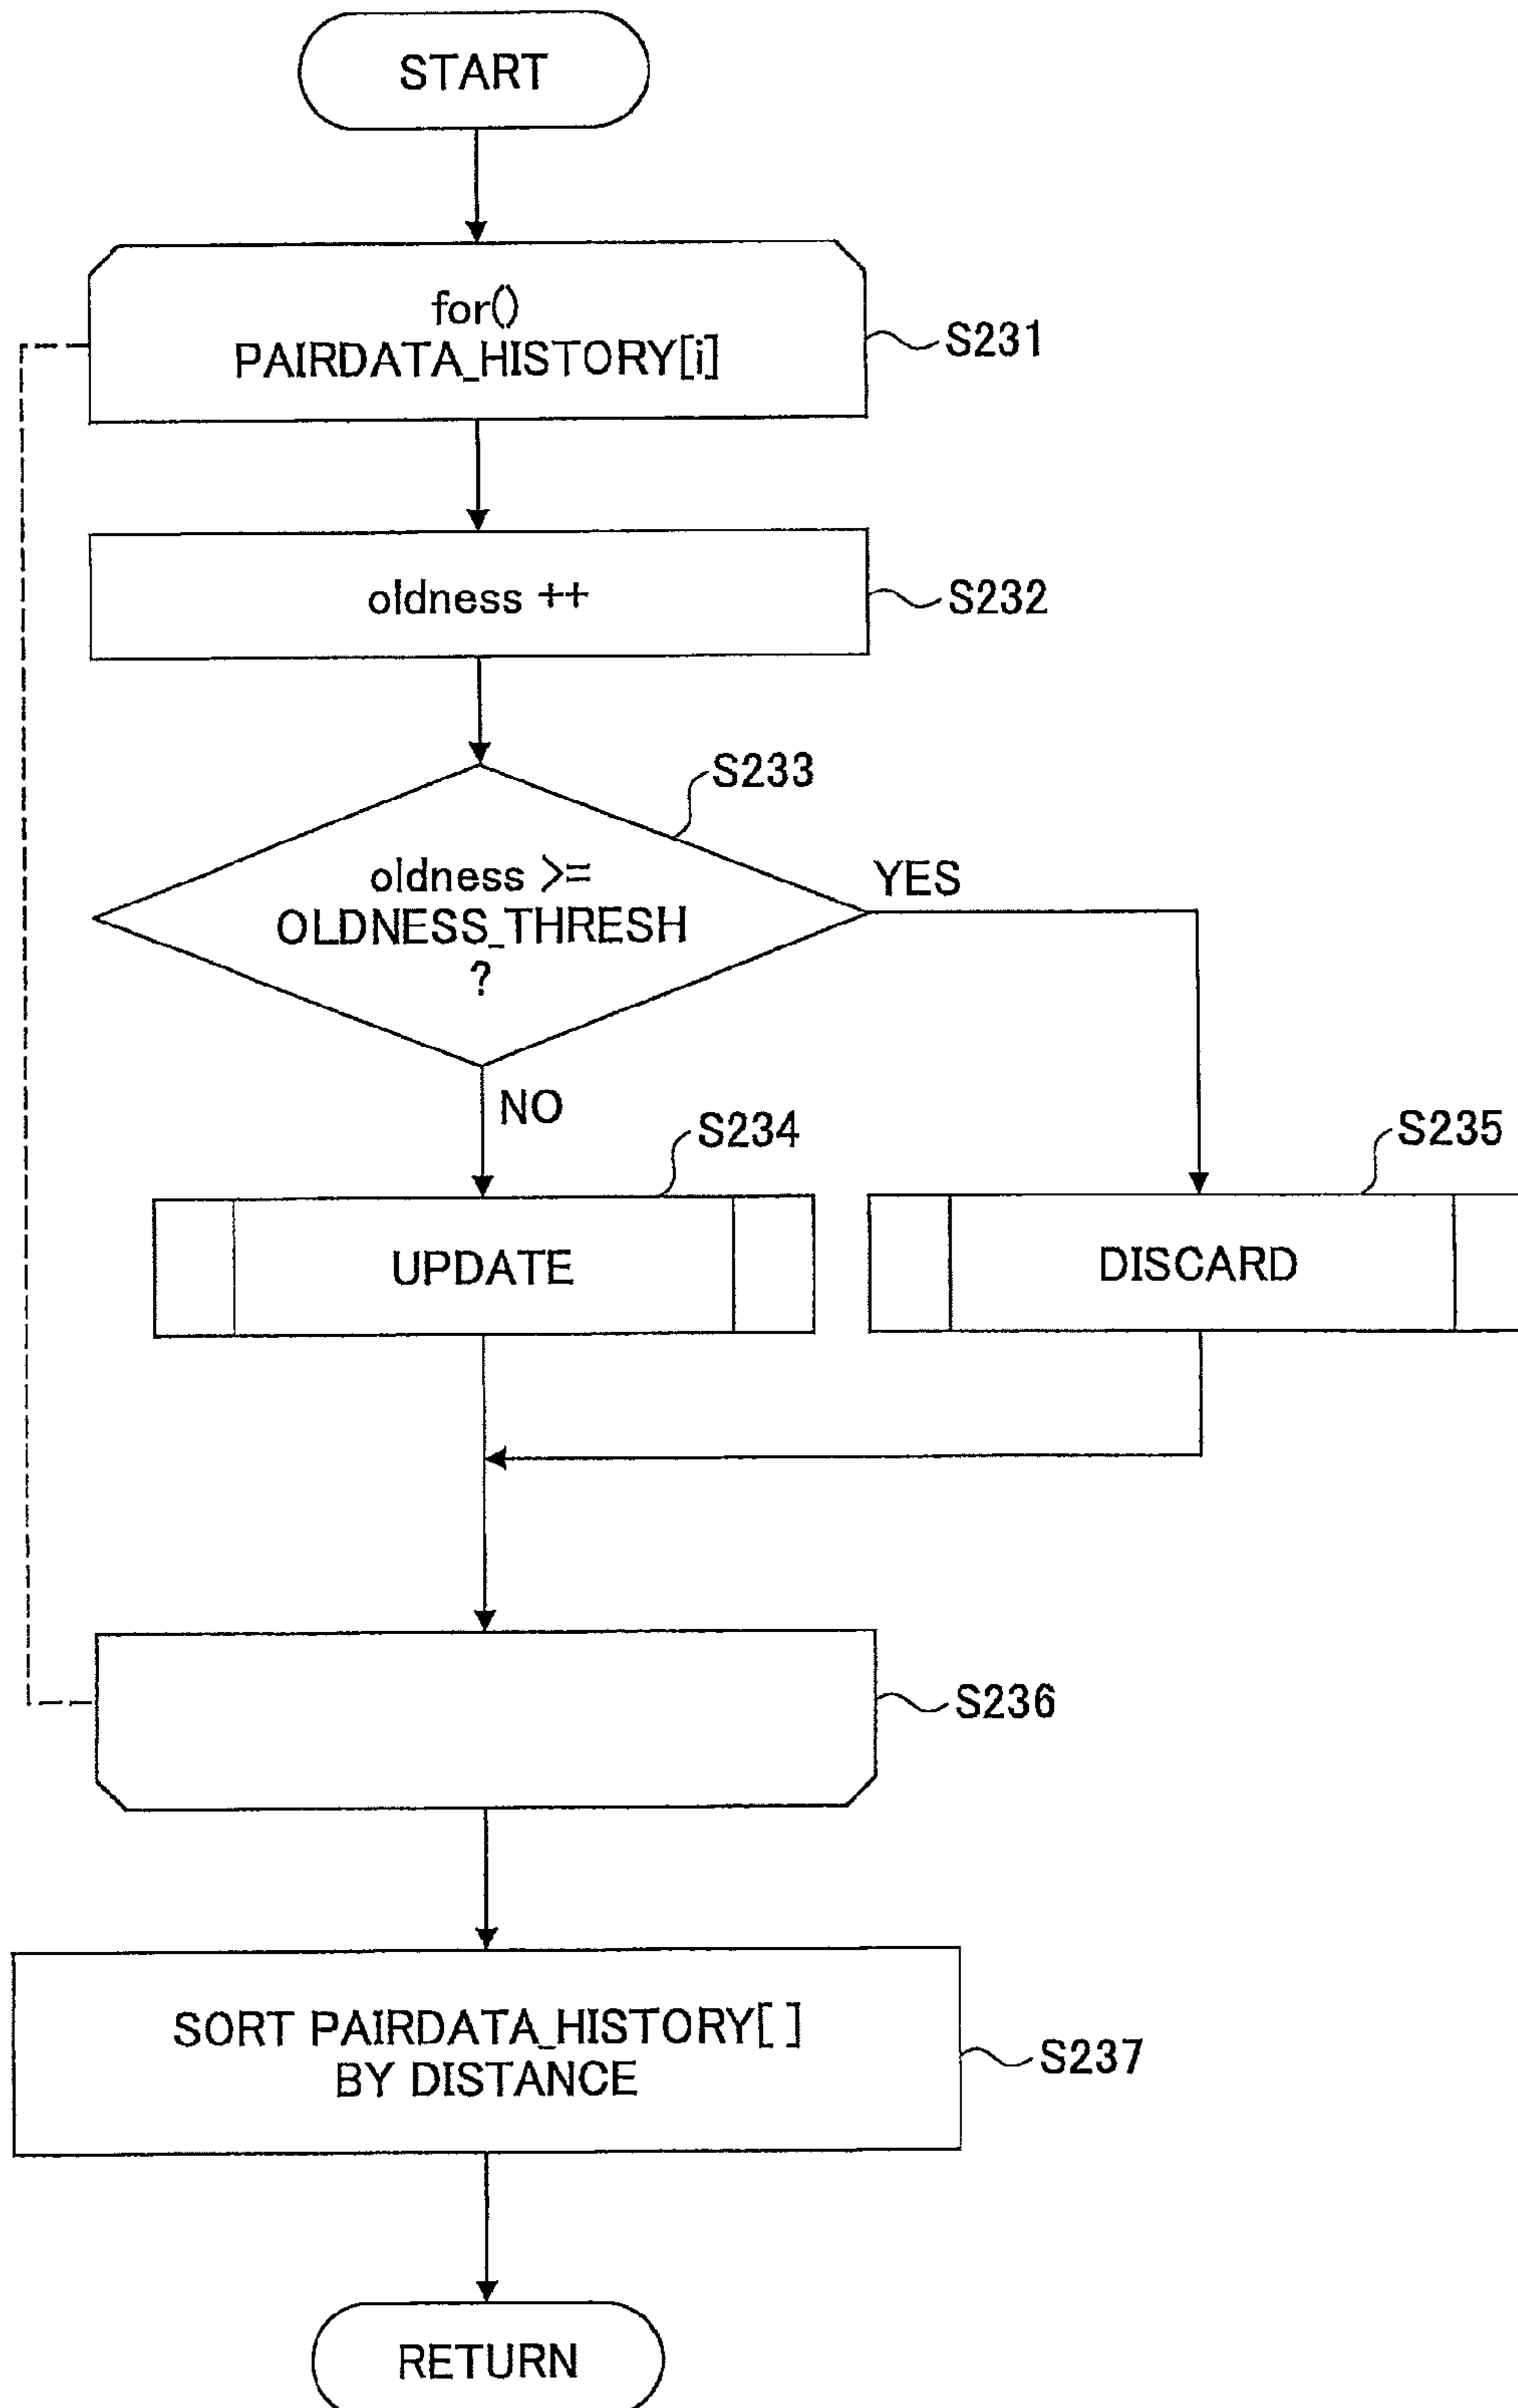 START
for()
PAIRDATA_HISTORY[i]
S231
oldness ++
S232
S233
oldness >=
OLDNESS_THRESH
?
YES
NO
S234
S235
UPDATE
DISCARD
S236
SORT PAIRDATA_HISTORY[ ]
BY DISTANCE
S237
RETURN